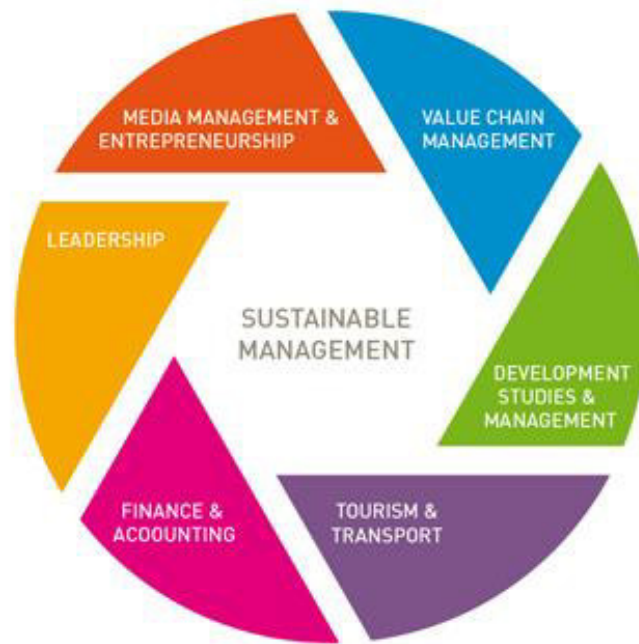 MEDIA MANAGEMENT &
ENTREPRENEURSHIP
VALUE CHAIN
MANAGEMENT
LEADERSHIP
SUSTAINABLE
MANAGEMENT
DEVELOPMENT
STUDIES &
MANAGEMENT
FINANCE &
ACOOUNTING
TOURISM &
TRANSPORT